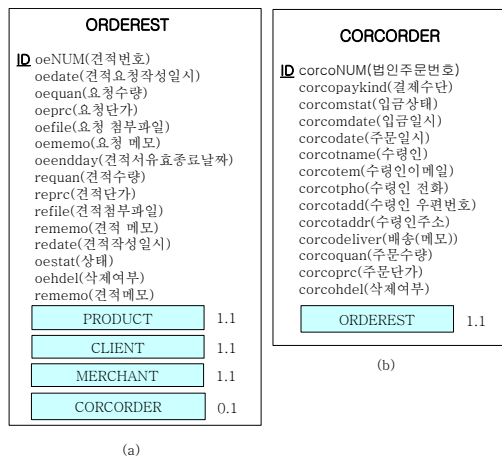 ORDEREST
ID oeNUM(견적번호)
oedate(견적요청작성일시)
oequan(요청수량)
oeprc(요청단가)
oefile(요청 첨부파일)
oememo(요청 메모)
oeendday(견적서유효종료날짜)
requan(견적수량)
reprc(견적단가)
refile(견적첨부파일)
rememo(견적 메모)
redate(견적작성일시)
oestat(상태)
oehdel(삭제여부)
rememo(견적메모)
PRODUCT 1.1
CLIENT 1.1
MERCHANT 1.1
CORCORDER 0.1
(a)
CORCORDER
ID corcoNUM(법인주문번호)
corcopaykind(결제수단)
corcomstat(입금상태)
corcomdate(입금일시)
corcodate(주문일시)
corcotname(수령인)
corcotem(수령인이메일)
corcotpho(수령인 전화)
corcotadd(수령인 우편번호)
corcotaddr(수령인주소)
corcodeliver(배송(메모))
corcoquan(주문수량)
corcoprc(주문단가)
corcohdel(삭제여부)
ORDEREST 1.1
(b)